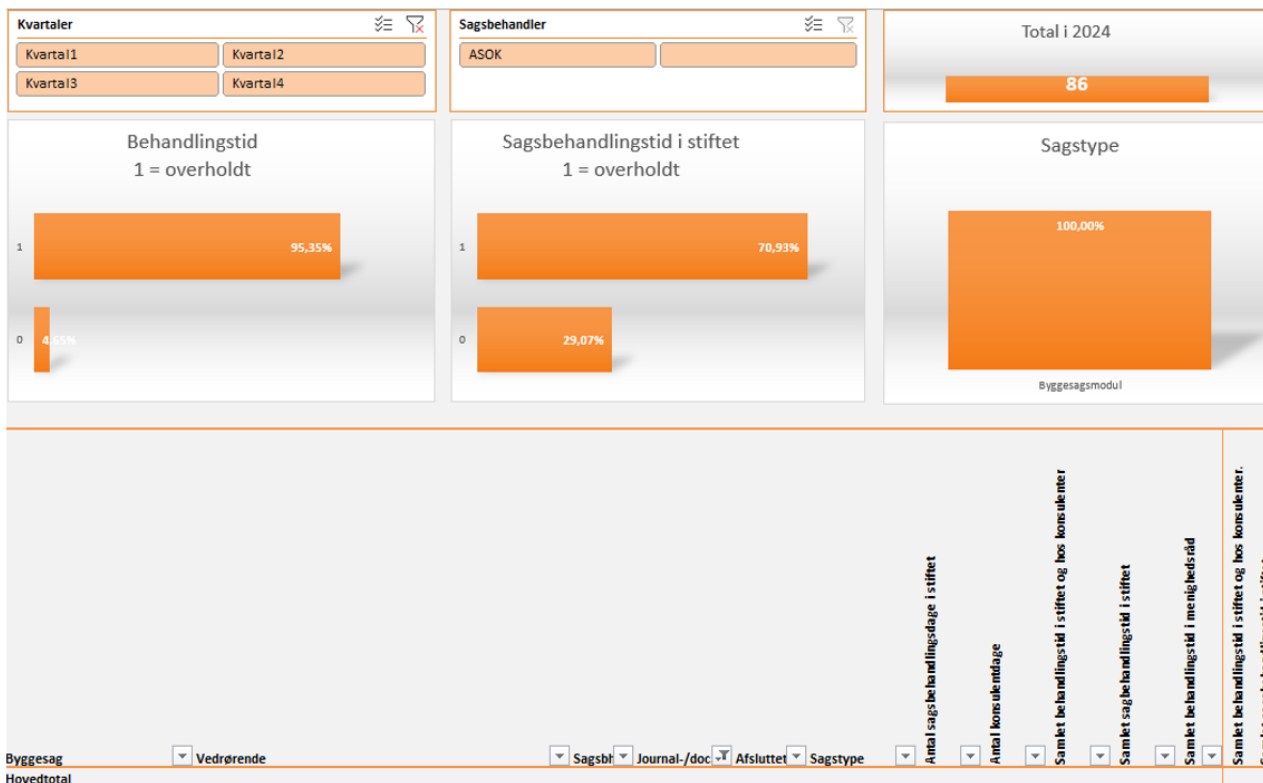 Kvartaler
Kvartal1
Kvartal2
Kvartal3
Kvartal4
Sagsbehandler
ASOK
Total i 2024
86
Behandlingstid
1 = overholdt
1
95,35%
0
4,65%
Sagsbehandlingstid i stiftet
1 = overholdt
1
70,93%
0
29,07%
Sagstype
100,00%
Byggesagsmodul
Byggesag
Vedrørende
Sagsbh
Journal-/doc
Afsluttet
Sagstype
Antal sagsbehandlingsdage i stiftet
Antal konsulentdage
Samlet behandlingstid i stiftet og hos konsulenter
Samlet sagbehandlingstid i stiftet
Samlet behandlingstid i menighedsråd
Samlet behandlingstid i stiftet og hos konsulenter.
Hovedtotal